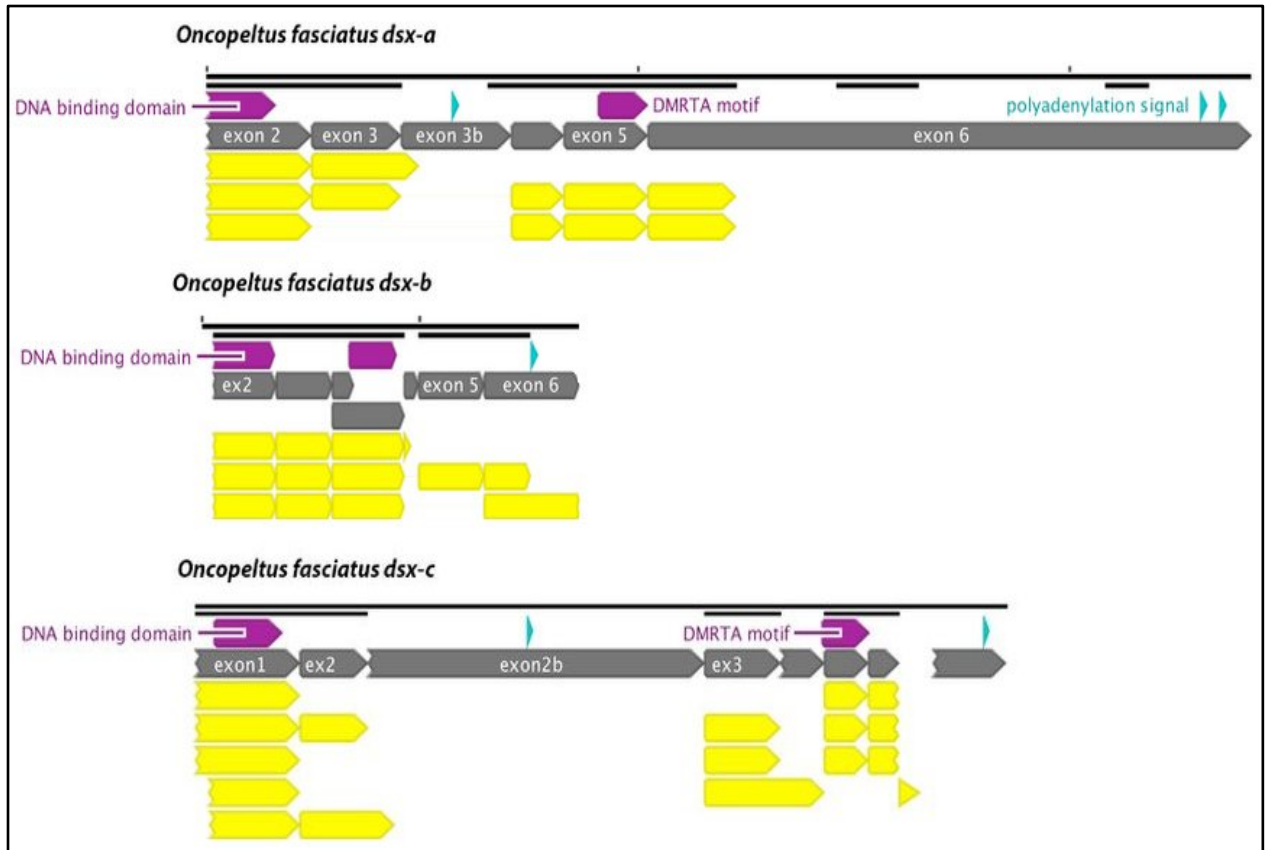 Oncopeltus fasciatus dsx-a
DNA binding domain
DMRTA motif
polyadenylation signal
exon 2
exon 3
exon 3b
exon 5
exon 6
Oncopeltus fasciatus dsx-b
DNA binding domain
ex2
exon 5
exon 6
Oncopeltus fasciatus dsx-c
DNA binding domain
DMRTA motif
exon1
ex2
exon2b
ex3